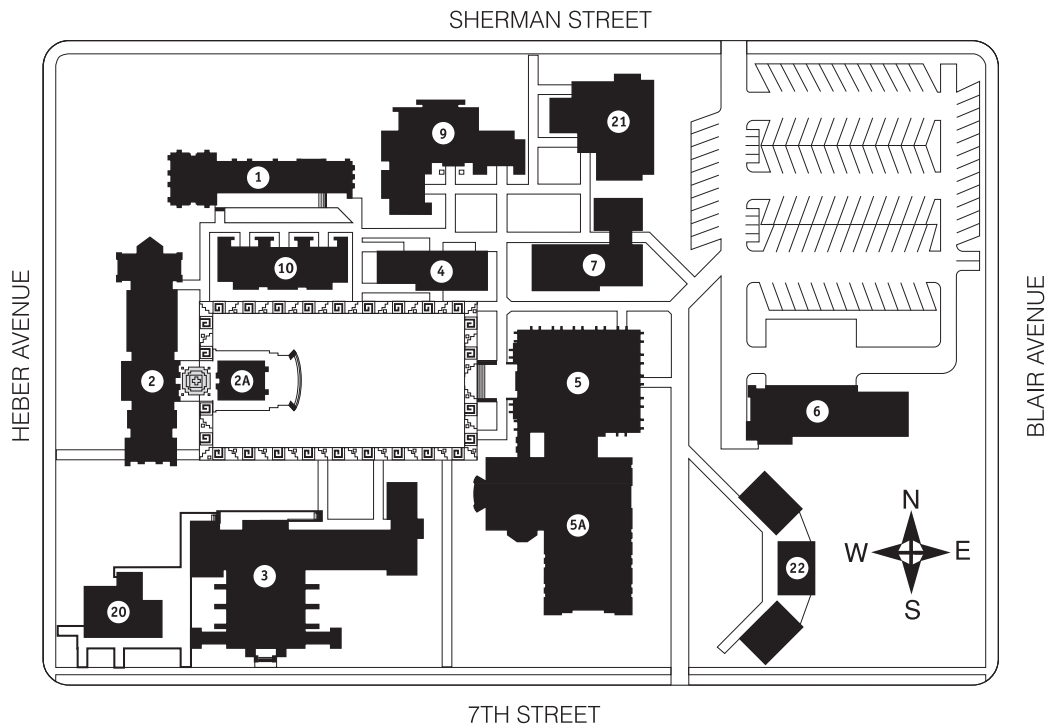 SHERMAN STREET
21
9
1
10
4
7
HEBER AVENUE
BLAIR AVENUE
2
2A
5
6
N
5A
W
E
3
22
S
20
7TH STREET